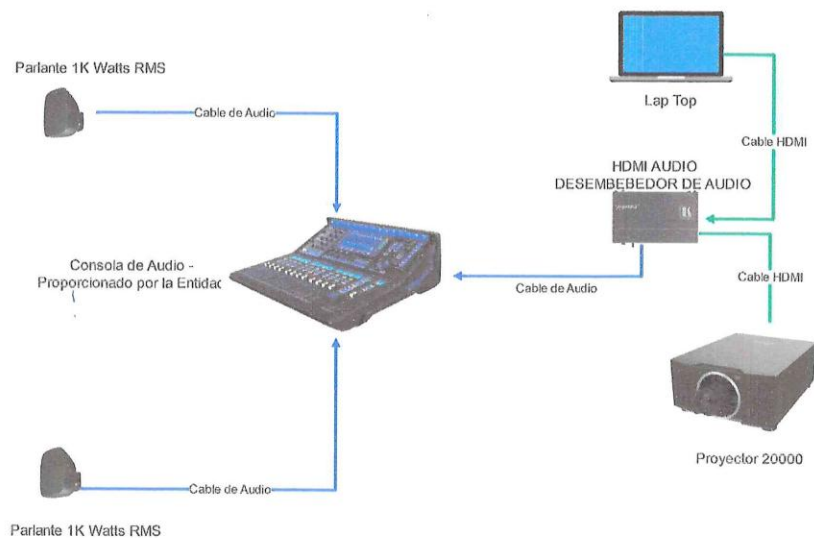 Parlante 1K Watts RMS
Cable de Audio
Lap Top
Cable HDMI
HDMI AUDIO
DESEMBEBEDOR DE AUDIO
Consola de Audio -
Proporcionado por la Entidad
Cable de Audio
Cable HDMI
Proyector 20000
Cable de Audio
Parlante 1K Watts RMS